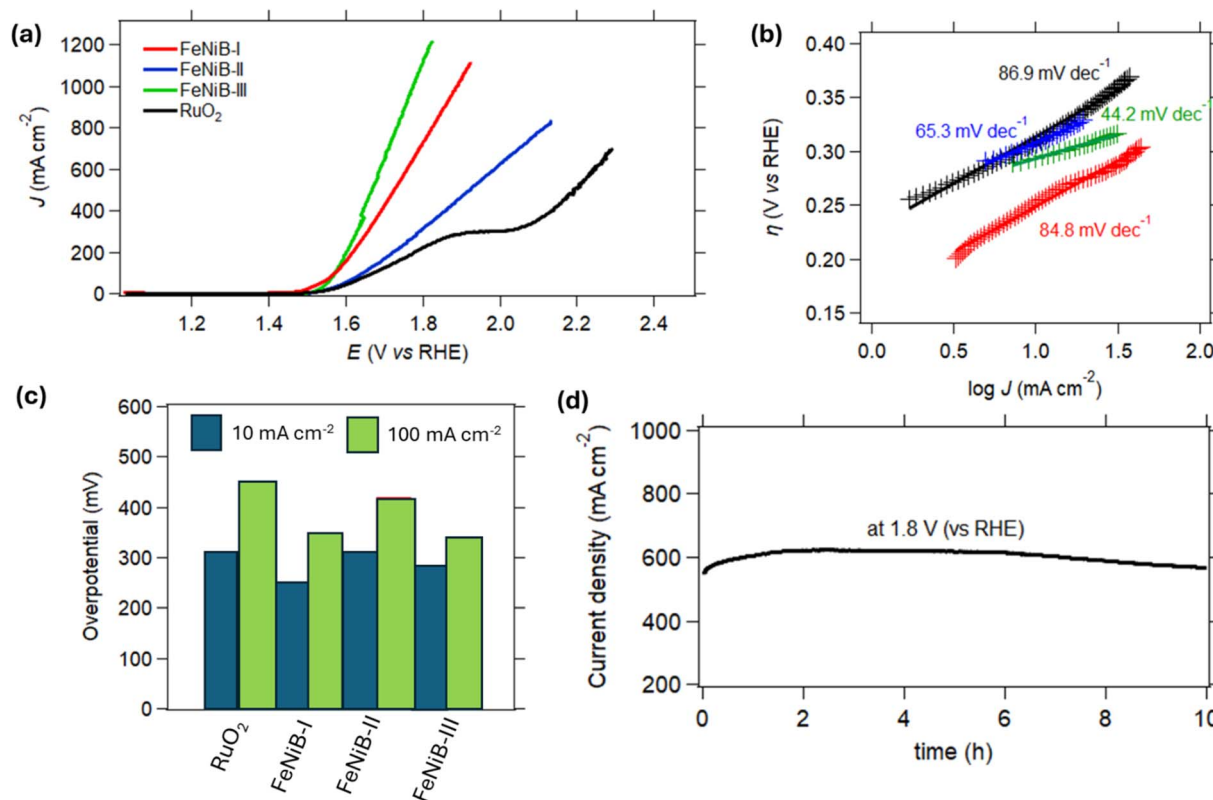 (a)
1200
1000
800
600
400
200
0
J (mA cm-2)
FeNiB-I
FeNiB-II
FeNiB-III
RuO2
1.2
1.4
1.6
1.8
2.0
2.2
2.4
E (V vs RHE)
(b)
0.40
0.35
0.30
0.25
0.20
0.15
η (V vs RHE)
86.9 mV dec-1
44.2 mV dec-1
65.3 mV dec-1
84.8 mV dec-1
0.0
0.5
1.0
1.5
2.0
log J (mA cm-2)
(c)
600
500
400
300
200
100
0
Overpotential (mV)
10 mA cm-2
100 mA cm-2
RuO2
FeNiB-I
FeNiB-II
FeNiB-III
(d)
1000
800
600
400
200
Current density (mA cm-2)
at 1.8 V (vs RHE)
0
2
4
6
8
10
time (h)